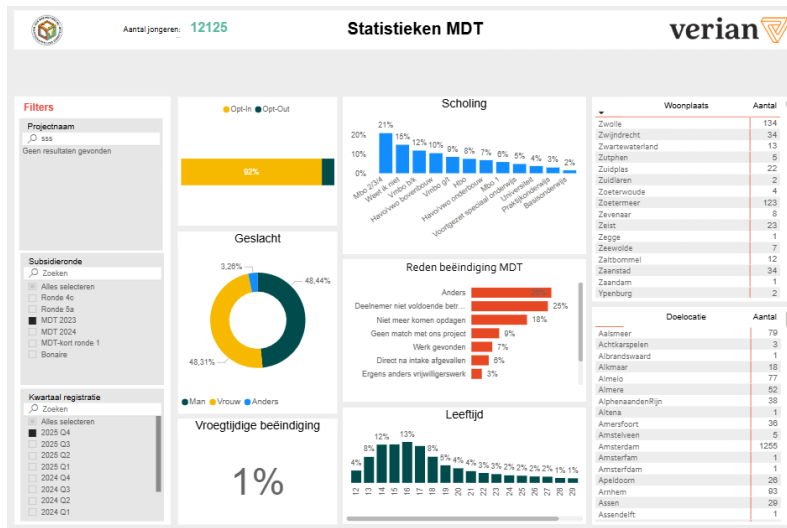 Aantal jongeren: 12125
Statistieken MDT
verian
Filters
Projectnaam
sss
Geen resultaten gevonden
Subsidieronde
Zoeken
Alles selecteren
Ronde 4c
Ronde 5a
MDT 2023
MDT 2024
MDT-kort ronde 1
Bonaire
Kwartaal registratie
Zoeken
Alles selecteren
2025 Q4
2025 Q3
2025 Q2
2025 Q1
2024 Q4
2024 Q3
2024 Q2
2024 Q1
Opt-In Opt-Out
92%
Geslacht
3,26%
48,44%
48,31%
Man Vrouw Anders
Vroegtijdige beëindiging
1%
Scholing
20%
10%
0%
21% 15% 12% 10% 9% 8% 7% 6% 5% 4% 3% 2%
Mbo 2/3/4
Weet ik niet
Vmbo b/k
Havo/vwo bovenbouw
Vmbo g/t
Hbo
Havo/vwo onderbouw
Mbo 1
Voortgezet speciaal onderwijs
Universiteit
Praktijkonderwijs
Basisonderwijs
Reden beëindiging MDT
Anders
Deelnemer niet voldoende betr... 25%
Niet meer komen opdagen 18%
Geen match met ons project 9%
Werk gevonden 7%
Direct na intake afgevallen 6%
Ergens anders vrijwilligerswerk 3%
Leeftijd
4% 8% 12% 13% 8% 5% 4% 4% 3% 3% 2% 2% 2% 2% 1% 1%
12 13 14 15 16 17 18 19 20 21 22 23 24 25 26 27 28 29
Woonplaats Aantal
Zwolle 134
Zwijndrecht 34
Zwartewaterland 13
Zutphen 5
Zuidplas 22
Zuidlaren 2
Zoeterwoude 4
Zoetermeer 123
Zevenaar 8
Zeist 23
Zegge 1
Zeewolde 7
Zaltbommel 12
Zaanstad 34
Zaandam 1
Ypenburg 2
Doelocatie Aantal
Aalsmeer 79
Achtkarspelen 3
Albrandswaard 1
Alkmaar 18
Almelo 77
Almere 52
AlphenaandenRijn 38
Altena 1
Amersfoort 36
Amstelveen 5
Amsterdam 1255
Amsterfam 1
Amsterfdam 1
Apeldoorn 26
Arnhem 93
Assen 29
Assendelft 1